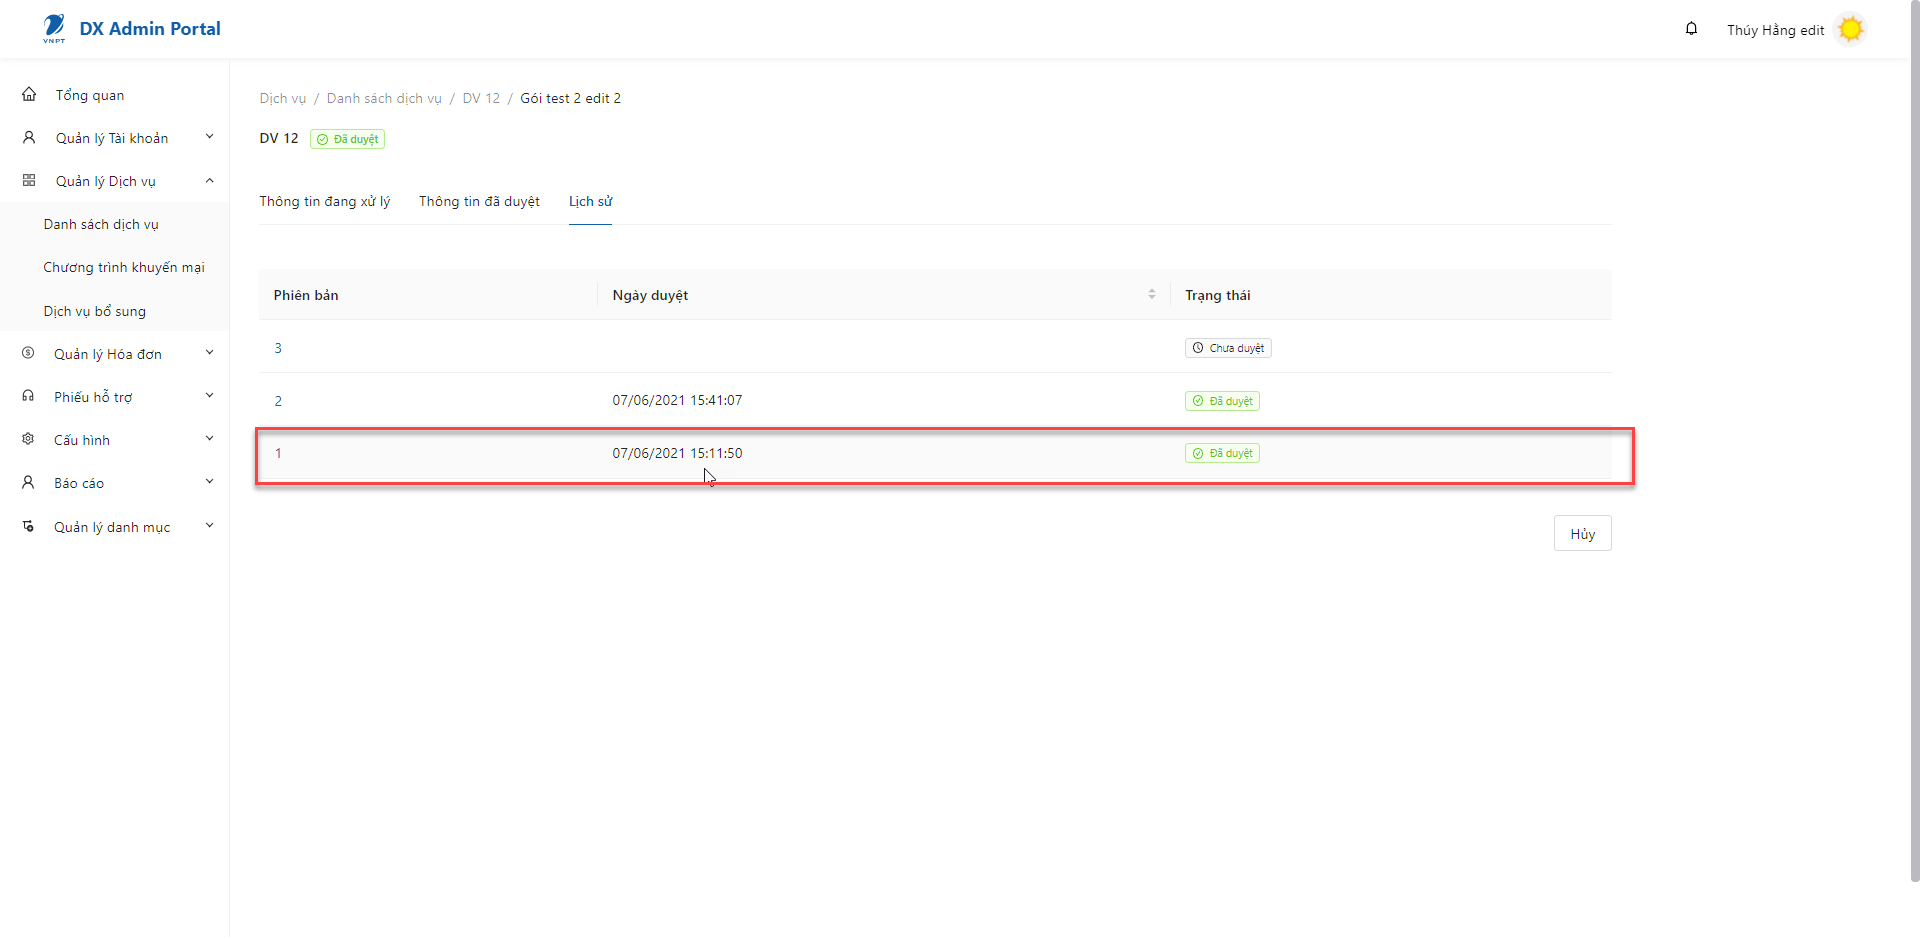 VNPT
DX Admin Portal
Thúy Hằng edit
Tổng quan
Quản lý Tài khoản
Quản lý Dịch vụ
Danh sách dịch vụ
Chương trình khuyến mại
Dịch vụ bổ sung
Quản lý Hóa đơn
Phiếu hỗ trợ
Cấu hình
Báo cáo
Quản lý danh mục
Dịch vụ / Danh sách dịch vụ / DV 12 / Gói test 2 edit 2
DV 12 Đã duyệt
Thông tin đang xử lý Thông tin đã duyệt Lịch sử
Phiên bản Ngày duyệt Trạng thái
3 Chưa duyệt
2 07/06/2021 15:41:07 Đã duyệt
1 07/06/2021 15:11:50 Đã duyệt
Hủy